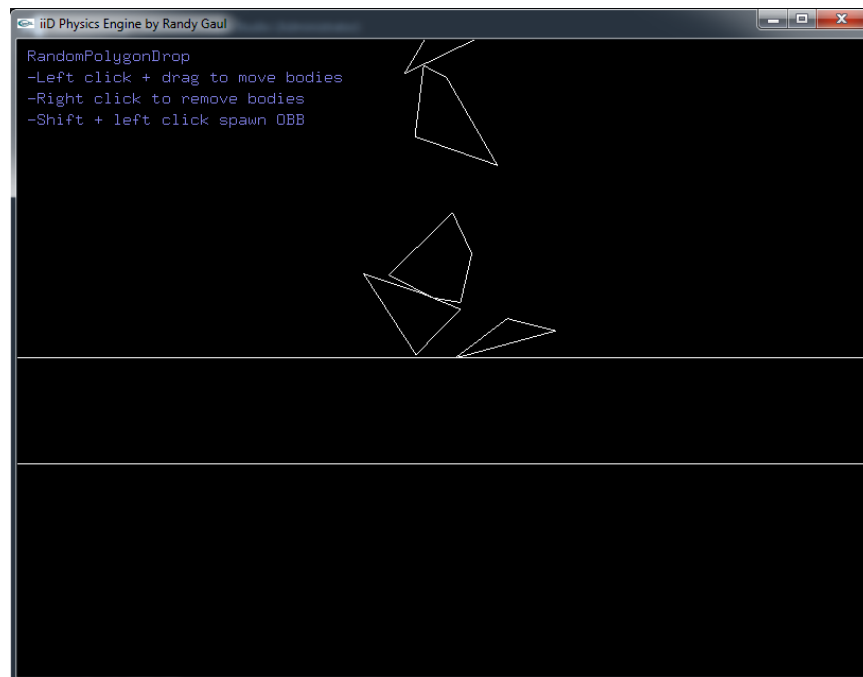 iiD Physics Engine by Randy Gaul
RandomPolygonDrop
-Left click + drag to move bodies
-Right click to remove bodies
-Shift + left click spawn OBB